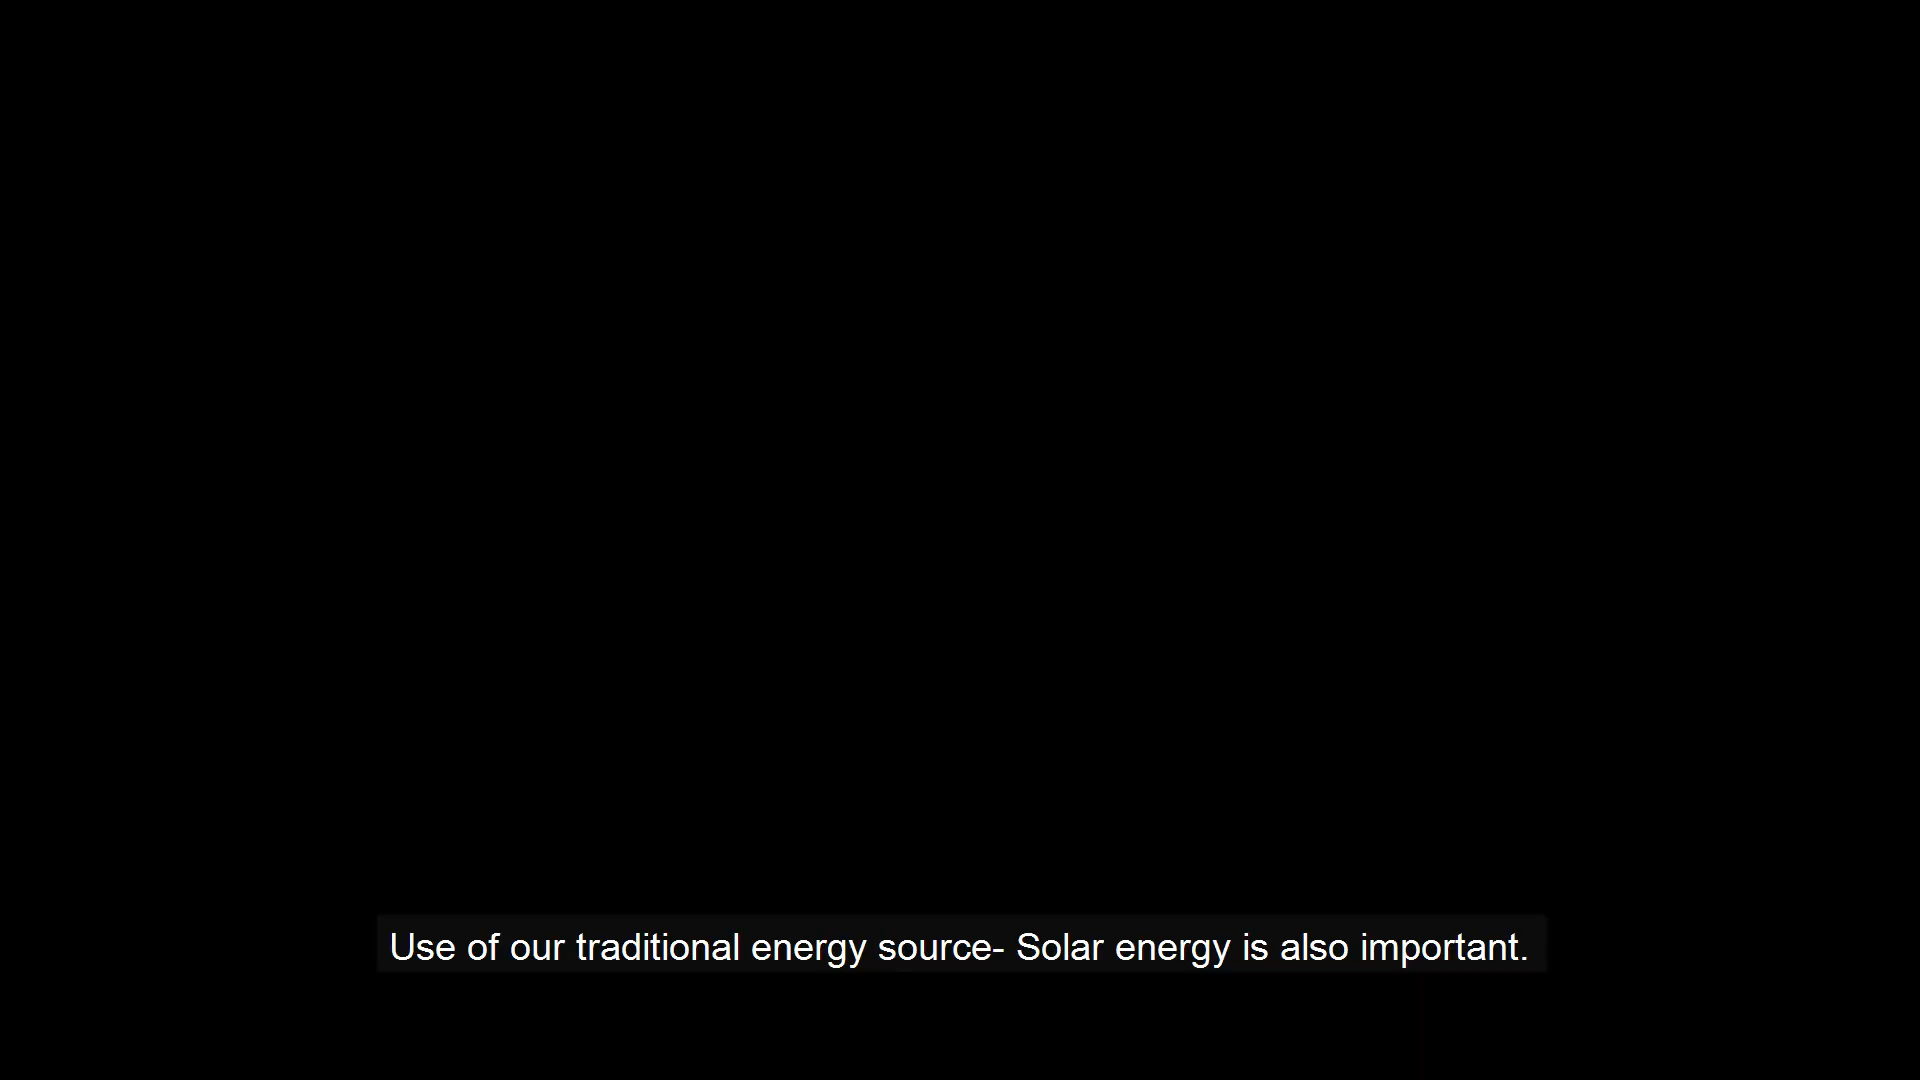 Use of our traditional energy source- Solar energy is also important.